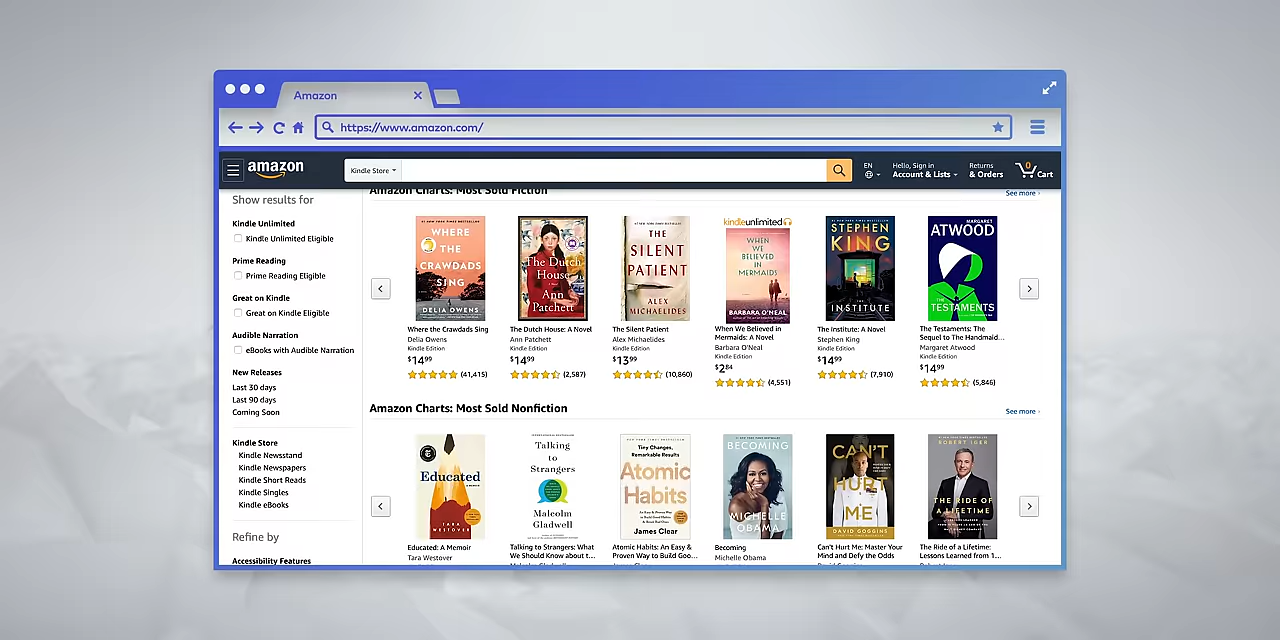 Amazon
https://www.amazon.com/
amazon
Kindle Store
EN
Hello, Sign in
Account & Lists
Returns
& Orders
0
Cart
Show results for
Kindle Unlimited
Kindle Unlimited Eligible
Prime Reading
Prime Reading Eligible
Great on Kindle
Great on Kindle Eligible
Audible Narration
eBooks with Audible Narration
New Releases
Last 30 days
Last 90 days
Coming Soon
Kindle Store
Kindle Newsstand
Kindle Newspapers
Kindle Short Reads
Kindle Singles
Kindle eBooks
Refine by
Accessibility Features
Amazon Charts: Most Sold Fiction
See more ›
WHERE
THE
CRAWDADS
SING
DELIA OWENS
The Dutch
House
Ann
Patchett
THE
SILENT
PATIENT
ALEX
MICHAELIDES
kindleunlimited
WHEN
WE
BELIEVED
IN
MERMAIDS
BARBARA O'NEAL
STEPHEN
KING
THE
INSTITUTE
MARGARET
ATWOOD
THE
TESTAMENTS
Where the Crawdads Sing
Delia Owens
Kindle Edition
$14.99
(41,415)
The Dutch House: A Novel
Ann Patchett
Kindle Edition
$14.99
(2,587)
The Silent Patient
Alex Michaelides
Kindle Edition
$13.99
(10,860)
When We Believed in
Mermaids: A Novel
Barbara O'Neal
Kindle Edition
$2.84
(4,551)
The Institute: A Novel
Stephen King
Kindle Edition
$14.99
(7,910)
The Testaments: The
Sequel to The Handmaid...
Margaret Atwood
Kindle Edition
$14.99
(5,846)
Amazon Charts: Most Sold Nonfiction
See more ›
Educated
TARA
WESTOVER
Talking
to
Strangers
Malcolm
Gladwell
Tiny Changes,
Remarkable Results
Atomic
Habits
James Clear
BECOMING
MICHELLE
OBAMA
CAN'T
HURT
ME
DAVID GOGGINS
ROBERT IGER
THE RIDE OF
A LIFETIME
Educated: A Memoir
Tara Westover
Talking to Strangers: What
We Should Know about t...
Atomic Habits: An Easy &
Proven Way to Build Goo...
Becoming
Michelle Obama
Can't Hurt Me: Master Your
Mind and Defy the Odds
The Ride of a Lifetime:
Lessons Learned from 1...